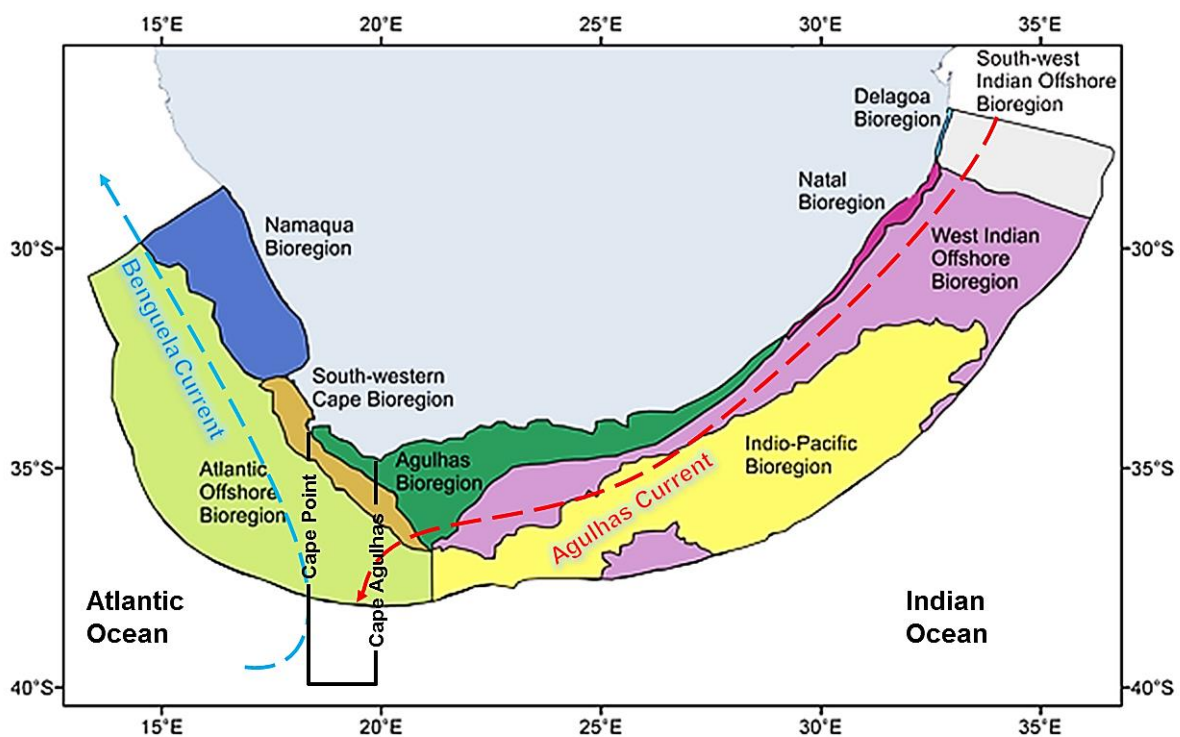 15°E
20°E
25°E
30°E
35°E
South-west
Indian Offshore
Bioregion
Delagoa
Bioregion
Natal
Bioregion
Namaqua
Bioregion
30°S
30°S
West Indian
Offshore
Bioregion
Benguela Current
South-western
Cape Bioregion
Indio-Pacific
Bioregion
35°S
35°S
Atlantic
Offshore
Bioregion
Agulhas
Bioregion
Cape Point
Cape Agulhas
Agulhas Current
Atlantic
Ocean
Indian
Ocean
40°S
40°S
15°E
20°E
25°E
30°E
35°E